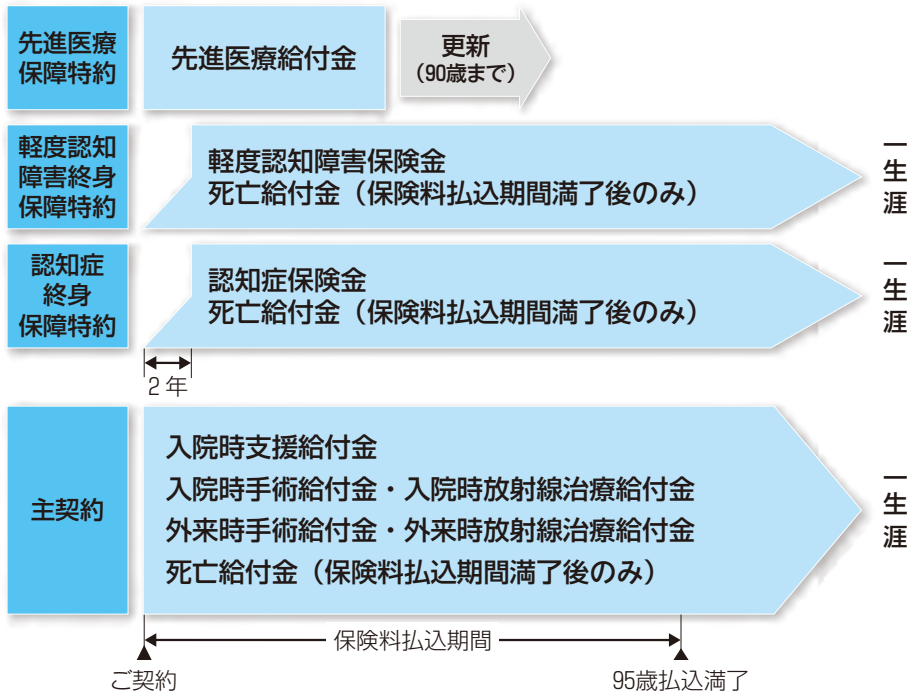 先進医療
保障特約
先進医療給付金
更新
（90歳まで）
軽度認知
障害終身
保障特約
軽度認知障害保険金
死亡給付金（保険料払込期間満了後のみ）
一生涯
認知症
終身
保障特約
認知症保険金
死亡給付金（保険料払込期間満了後のみ）
一生涯
2年
主契約
入院時支援給付金
入院時手術給付金・入院時放射線治療給付金
外来時手術給付金・外来時放射線治療給付金
死亡給付金（保険料払込期間満了後のみ）
一生涯
保険料払込期間
ご契約
95歳払込満了